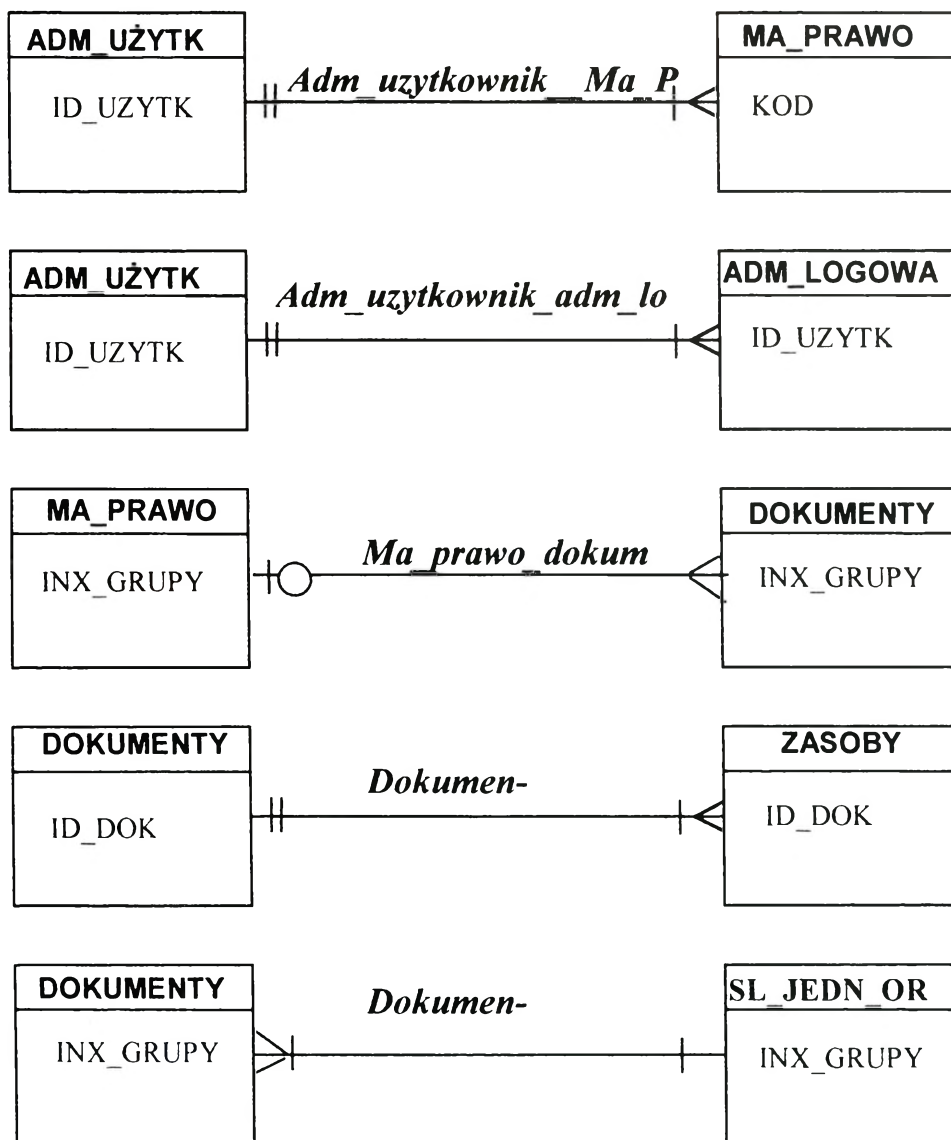 ADM_UŻYTK
Adm_uzytkownik__Ma_P
MA_PRAWO
ID_UZYTK
KOD
ADM_UŻYTK
Adm_uzytkownik_adm_lo
ADM_LOGOWA
ID_UZYTK
ID_UZYTK
MA_PRAWO
Ma_prawo_dokum
DOKUMENTY
INX_GRUPY
INX_GRUPY
DOKUMENTY
Dokumen-
ZASOBY
ID_DOK
ID_DOK
DOKUMENTY
Dokumen-
SL_JEDN_OR
INX_GRUPY
INX_GRUPY